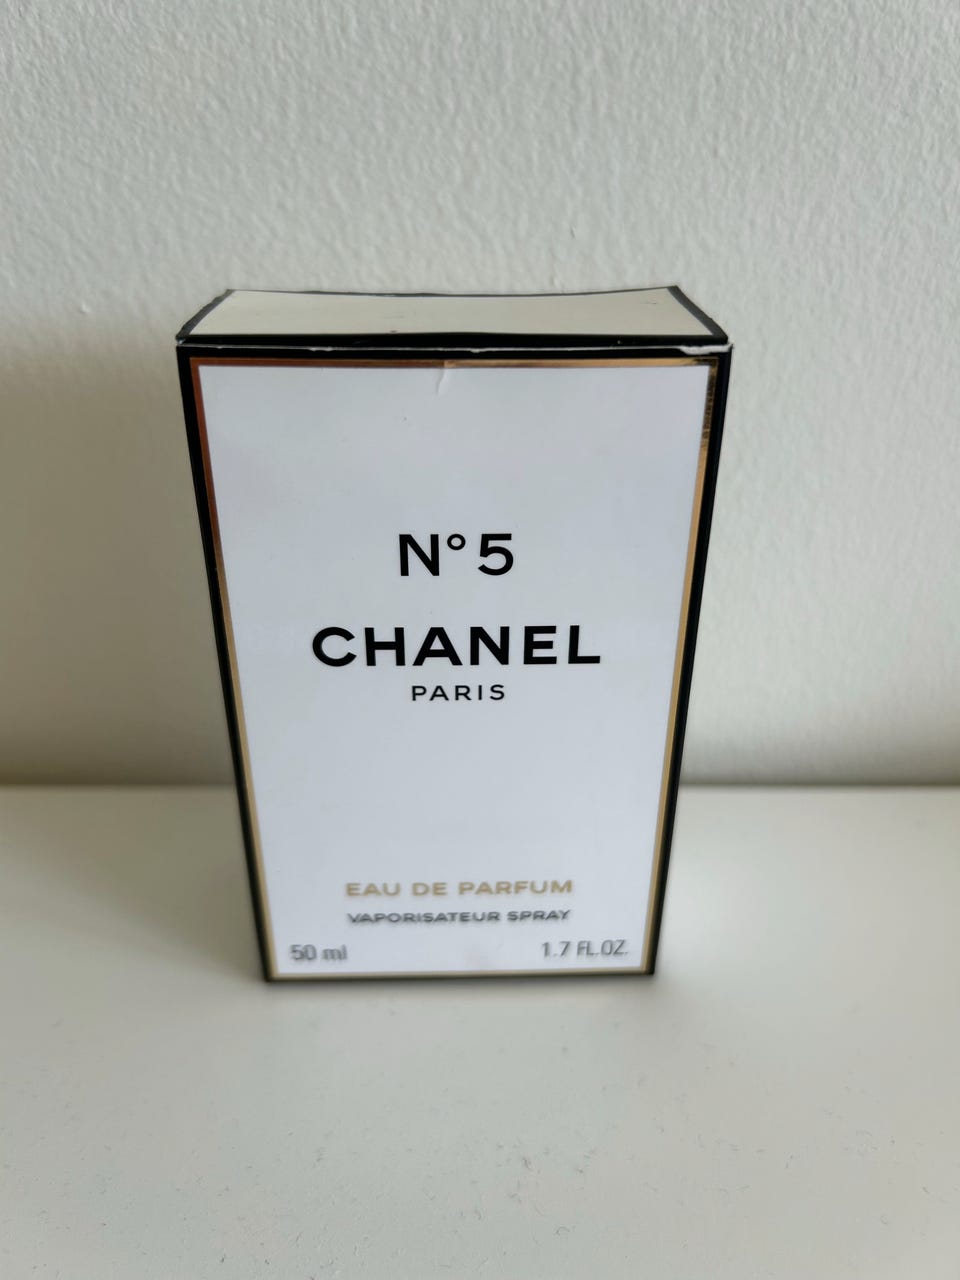 N°5
CHANEL
PARIS
EAU DE PARFUM
VAPORISATEUR SPRAY
50 ml 1.7 FL.OZ.